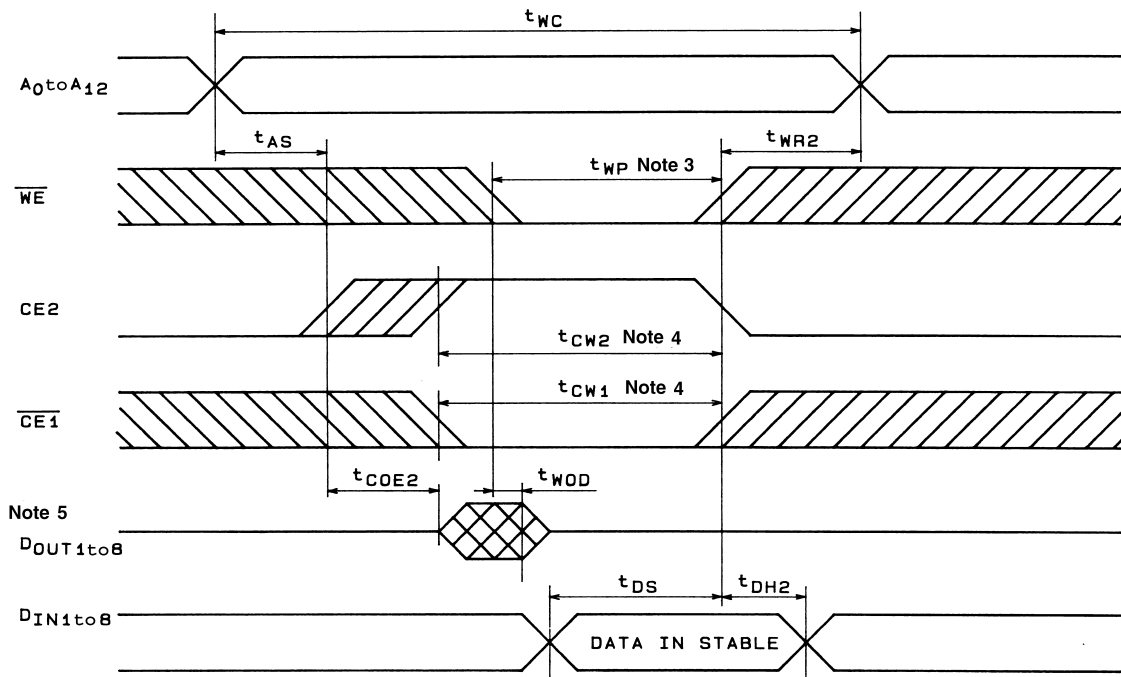 tWC
A0toA12
tAS
tWR2
WE
tWP Note 3
CE2
tCW2 Note 4
tCW1 Note 4
CE1
tCOE2
tWOD
Note 5
DOUT1to8
tDS
tDH2
DIN1to8
DATA IN STABLE